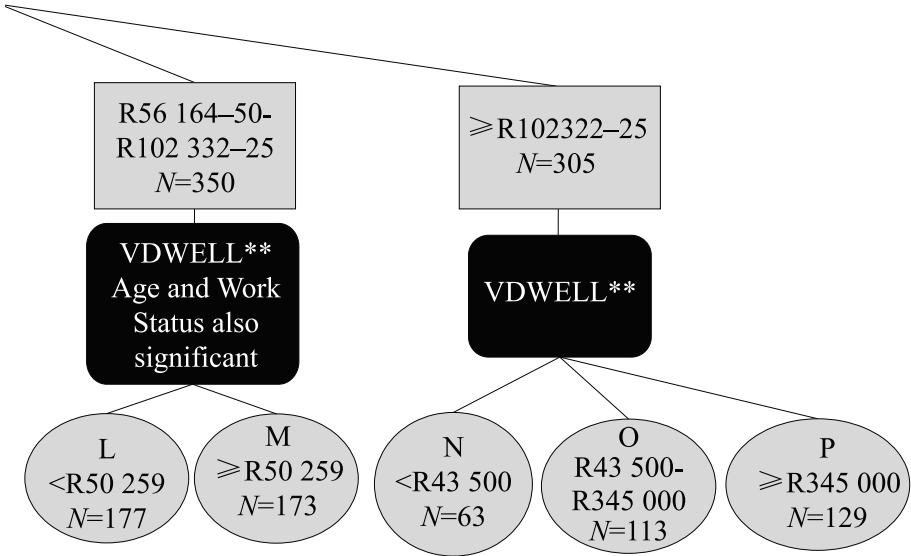 R56 164–50-
R102 332–25
N=350
⩾R102322–25
N=305
VDWELL**
Age and Work
Status also
significant
VDWELL**
L
<R50 259
N=177
M
⩾R50 259
N=173
N
<R43 500
N=63
O
R43 500-
R345 000
N=113
P
⩾R345 000
N=129